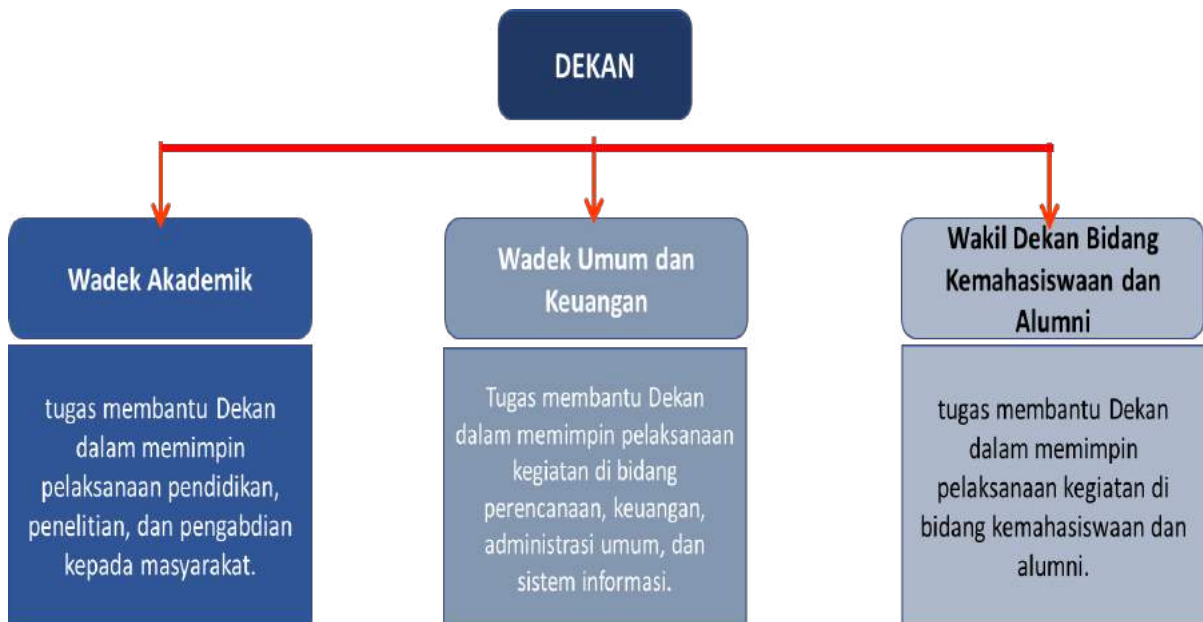 DEKAN
Wadek Akademik
tugas membantu Dekan
dalam memimpin
pelaksanaan pendidikan,
penelitian, dan pengabdian
kepada masyarakat.
Wadek Umum dan
Keuangan
Tugas membantu Dekan
dalam memimpin pelaksanaan
kegiatan di bidang
perencanaan, keuangan,
administrasi umum, dan
sistem informasi.
Wakil Dekan Bidang
Kemahasiswaan dan
Alumni
tugas membantu Dekan
dalam memimpin
pelaksanaan kegiatan di
bidang kemahasiswaan dan
alumni.